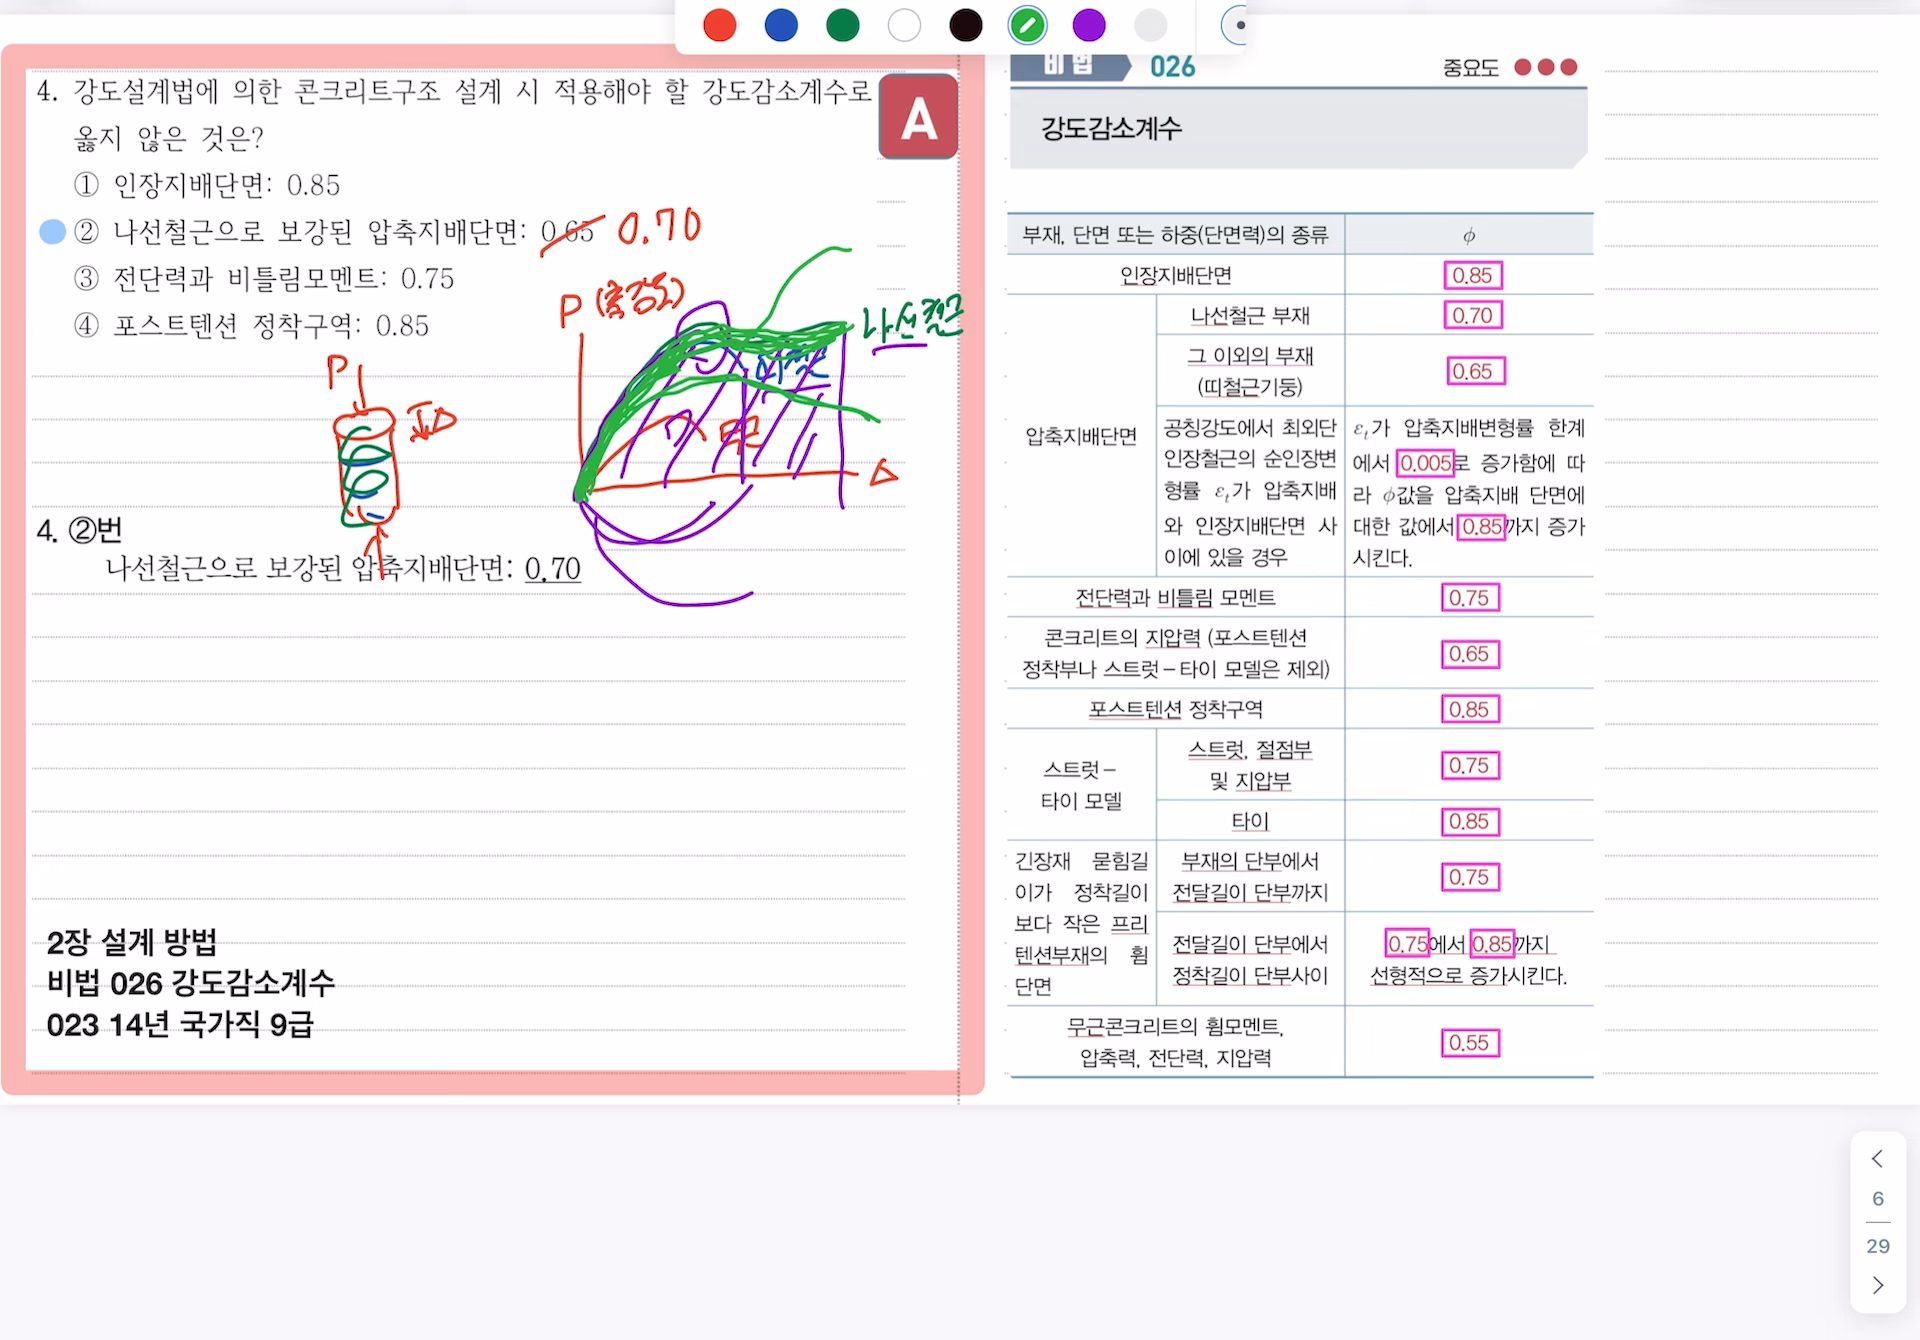 4. 강도설계법에 의한 콘크리트구조 설계 시 적용해야 할 강도감소계수로
옳지 않은 것은?
① 인장지배단면: 0.85
② 나선철근으로 보강된 압축지배단면: 0.65 0.70
③ 전단력과 비틀림모멘트: 0.75
④ 포스트텐션 정착구역: 0.85
A
P
P
나선철근
Δ
4. ②번
나선철근으로 보강된 압축지배단면: 0.70
2장 설계 방법
비법 026 강도감소계수
023 14년 국가직 9급
비법 026
중요도
강도감소계수
부재, 단면 또는 하중(단면력)의 종류 ϕ
인장지배단면 0.85
압축지배단면
나선철근 부재 0.70
그 이외의 부재
(띠철근기둥)
0.65
공칭강도에서 최외단
인장철근의 순인장변
형률 εt가 압축지배
와 인장지배단면 사
이에 있을 경우
εt가 압축지배변형률 한계
에서 0.005로 증가함에 따
라 ϕ값을 압축지배 단면에
대한 값에서 0.85까지 증가
시킨다.
전단력과 비틀림 모멘트 0.75
콘크리트의 지압력 (포스트텐션
정착부나 스트럿-타이 모델은 제외)
0.65
포스트텐션 정착구역 0.85
스트럿-
타이 모델
스트럿, 절점부
및 지압부
0.75
타이 0.85
긴장재 묻힘길
이가 정착길이
보다 작은 프리
텐션부재의 휨
단면
부재의 단부에서
전달길이 단부까지
0.75
전달길이 단부에서
정착길이 단부사이
0.75에서 0.85까지
선형적으로 증가시킨다.
무근콘크리트의 휨모멘트,
압축력, 전단력, 지압력
0.55
6
29